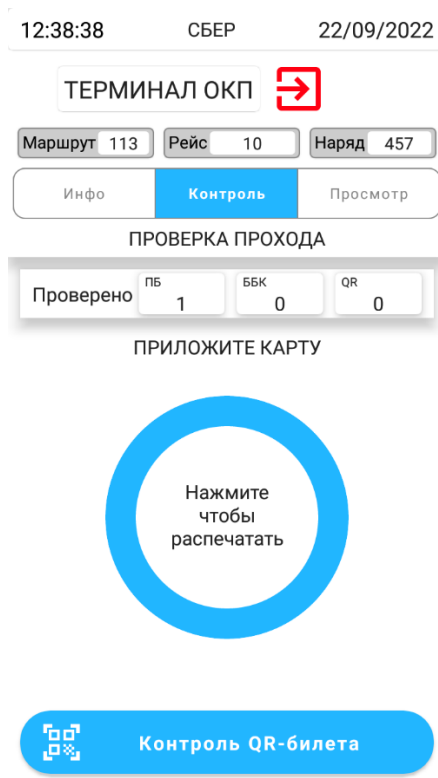 12:38:38 СБЕР 22/09/2022
ТЕРМИНАЛ ОКП
Маршрут 113 Рейс 10 Наряд 457
Инфо Контроль Просмотр
ПРОВЕРКА ПРОХОДА
Проверено ПБ 1 ББК 0 QR 0
ПРИЛОЖИТЕ КАРТУ
Нажмите
чтобы
распечатать
Контроль QR-билета